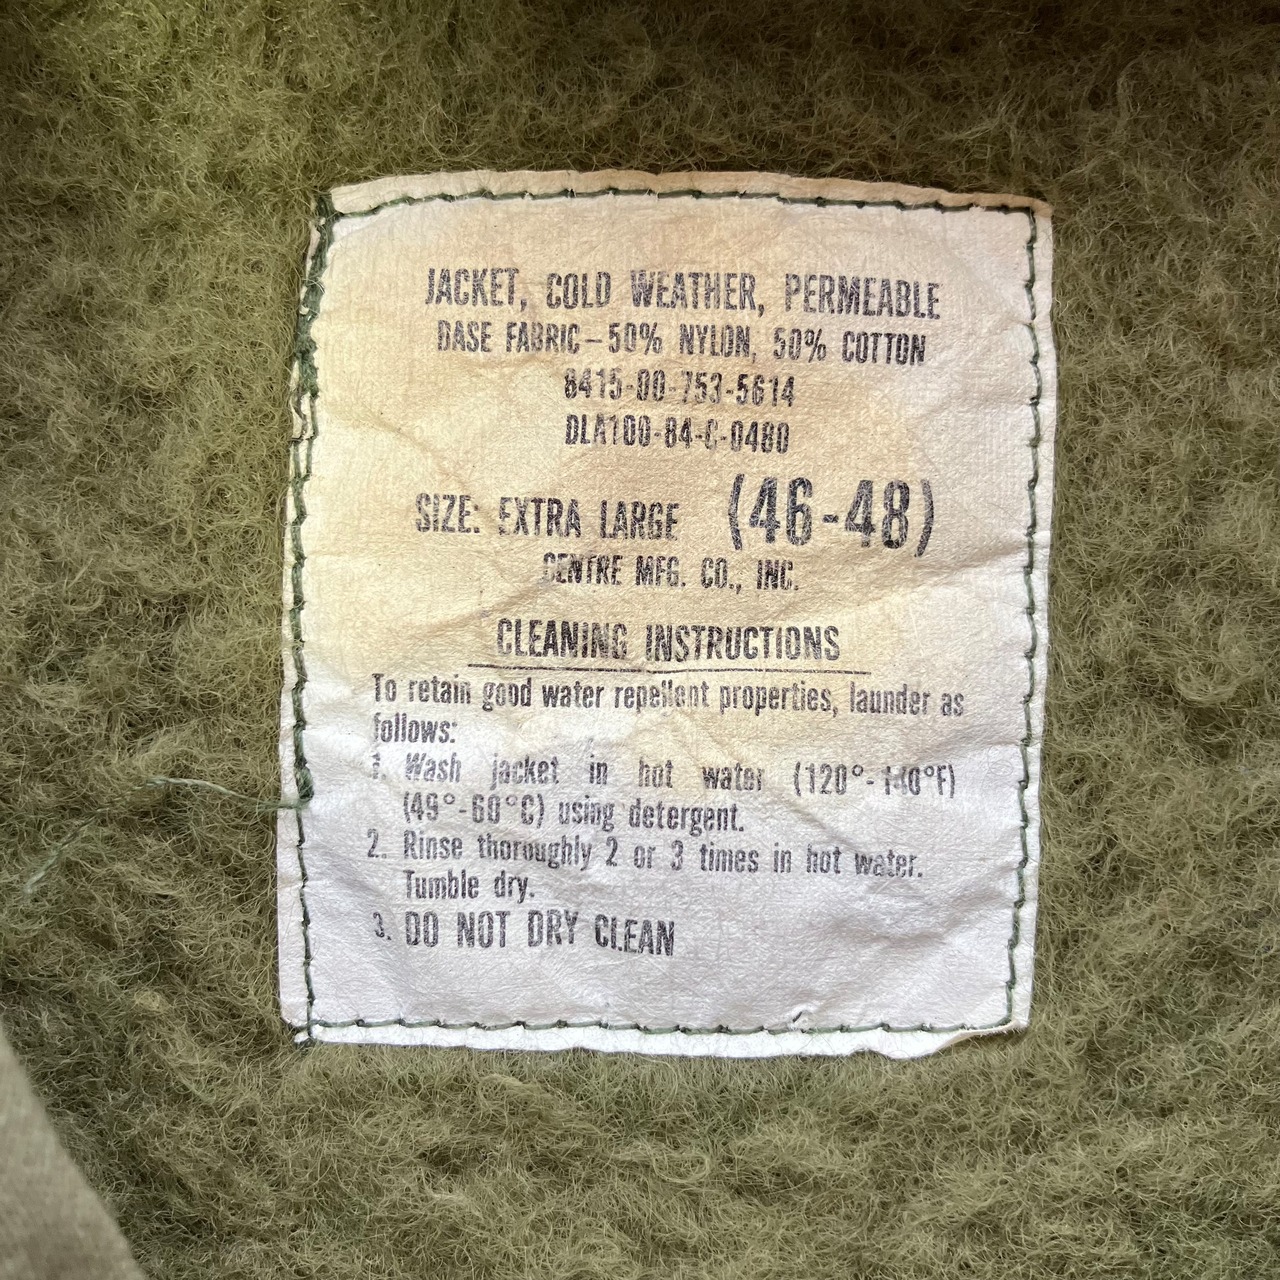 JACKET, COLD WEATHER, PERMEABLE
BASE FABRIC-50% NYLON, 50% COTTON
8415-00-753-5614
DLA100-84-C-0480
SIZE: EXTRA LARGE (46-48)
CENTRE MFG. CO., INC.
CLEANING INSTRUCTIONS
To retain good water repellent properties, launder as
follows:
1. Wash jacket in hot water (120°-140°F)
(49°-60°C) using detergent.
2. Rinse thoroughly 2 or 3 times in hot water.
Tumble dry.
3. DO NOT DRY CLEAN